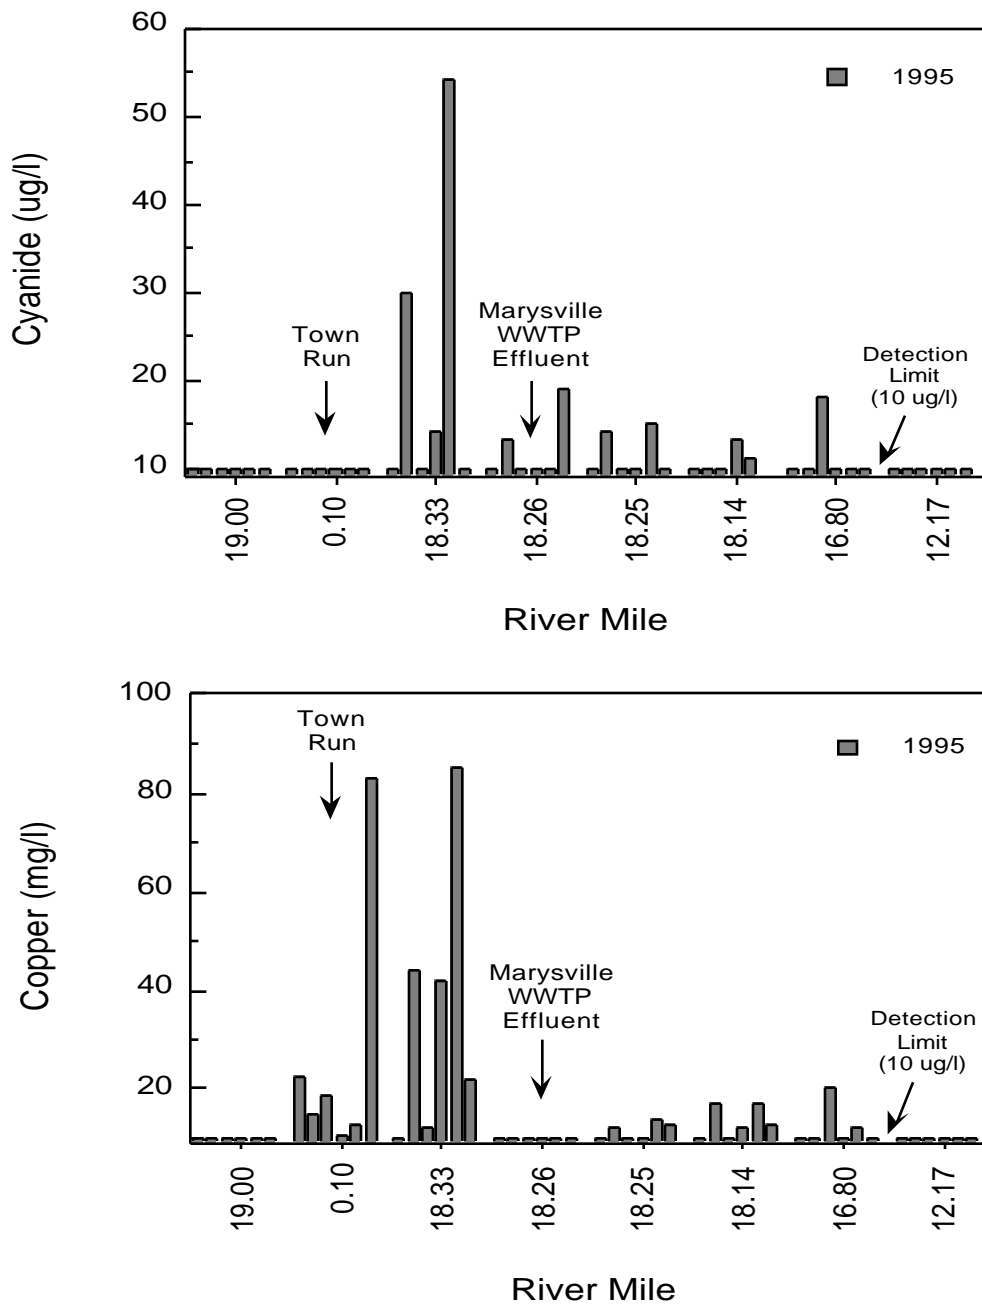 60
50
40
30
20
10
Cyanide (ug/l)
1995
Town
Run
Marysville
WWTP
Effluent
Detection
Limit
(10 ug/l)
19.00
0.10
18.33
18.26
18.25
18.14
16.80
12.17
River Mile
100
80
60
40
20
Copper (mg/l)
Town
Run
1995
Marysville
WWTP
Effluent
Detection
Limit
(10 ug/l)
19.00
0.10
18.33
18.26
18.25
18.14
16.80
12.17
River Mile